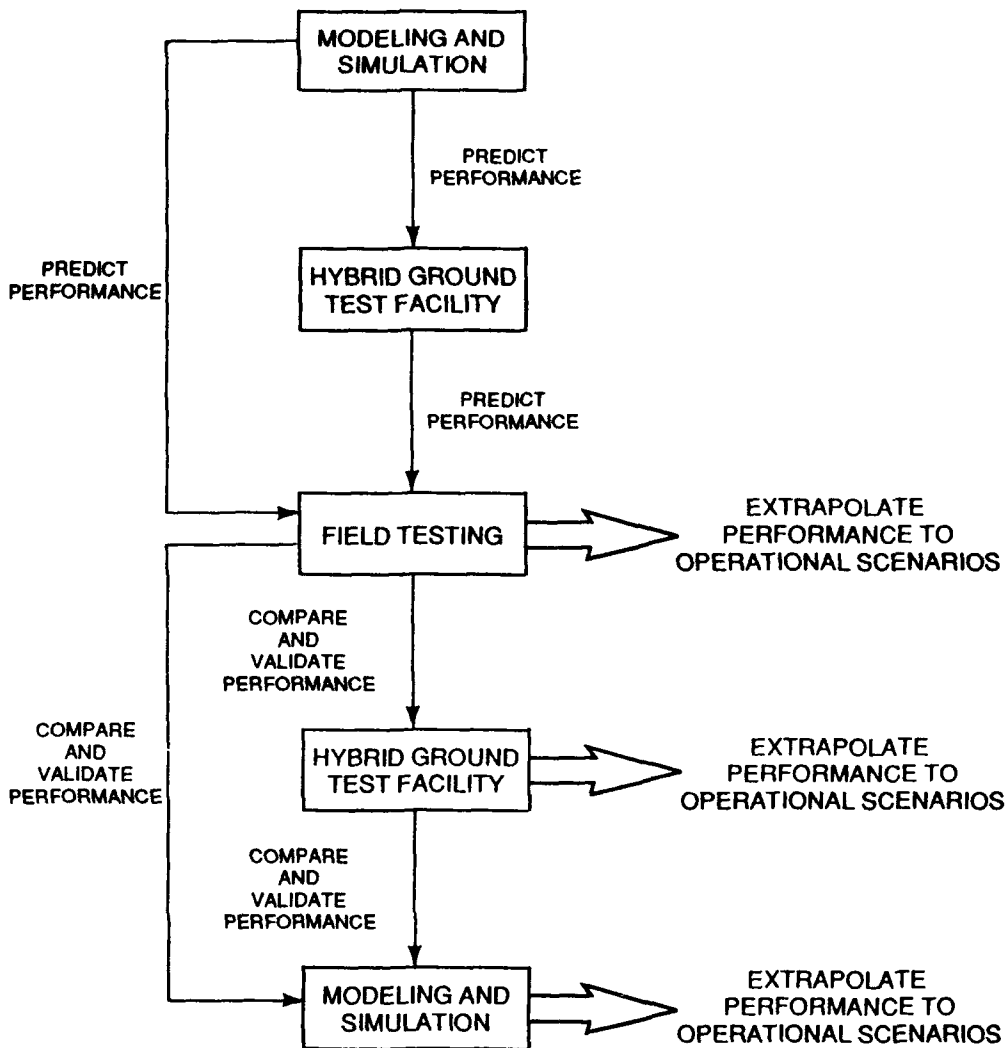 MODELING AND
SIMULATION
PREDICT
PERFORMANCE
PREDICT
PERFORMANCE
HYBRID GROUND
TEST FACILITY
PREDICT
PERFORMANCE
FIELD TESTING
EXTRAPOLATE
PERFORMANCE TO
OPERATIONAL SCENARIOS
COMPARE
AND
VALIDATE
PERFORMANCE
COMPARE
AND
VALIDATE
PERFORMANCE
HYBRID GROUND
TEST FACILITY
EXTRAPOLATE
PERFORMANCE TO
OPERATIONAL SCENARIOS
COMPARE
AND
VALIDATE
PERFORMANCE
MODELING AND
SIMULATION
EXTRAPOLATE
PERFORMANCE TO
OPERATIONAL SCENARIOS